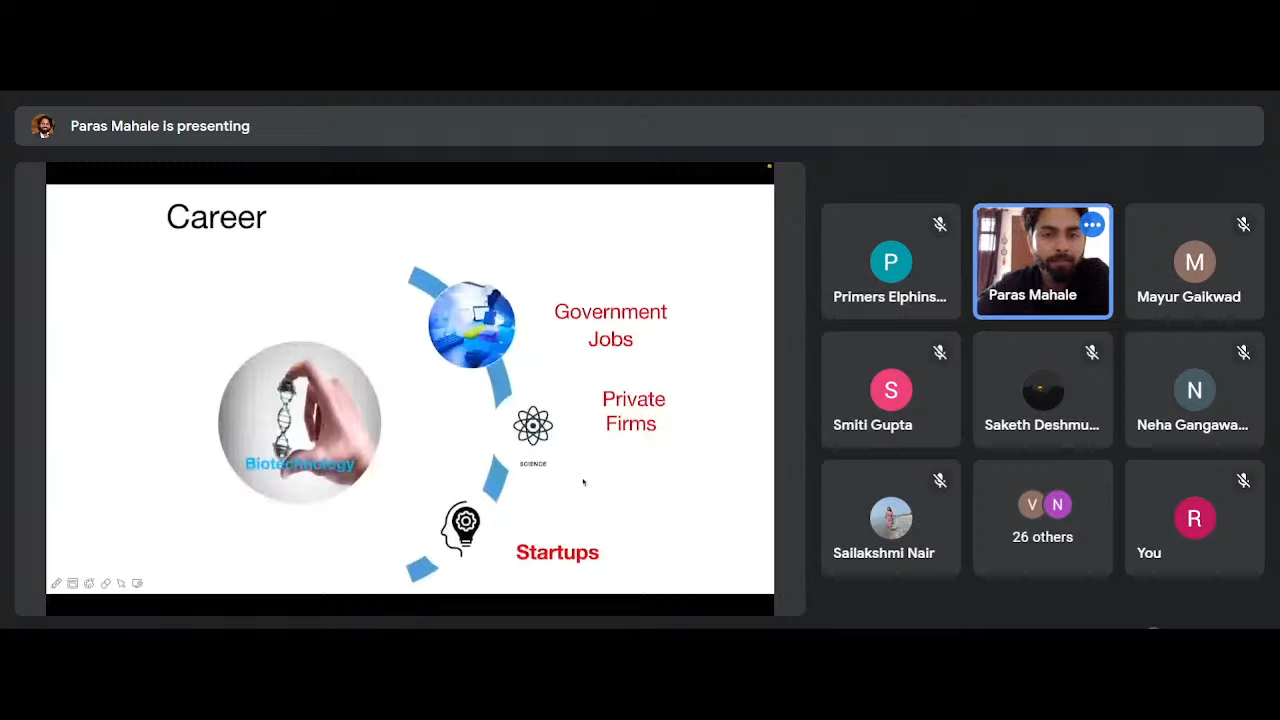 Paras Mahale is presenting
Career
Government
Jobs
Private
Firms
SCIENCE
Biotechnology
Startups
P
Primers Elphins...
Paras Mahale
M
Mayur Gaikwad
S
Smiti Gupta
Saketh Deshmu...
N
Neha Gangawa...
Sailakshmi Nair
V
N
26 others
R
You